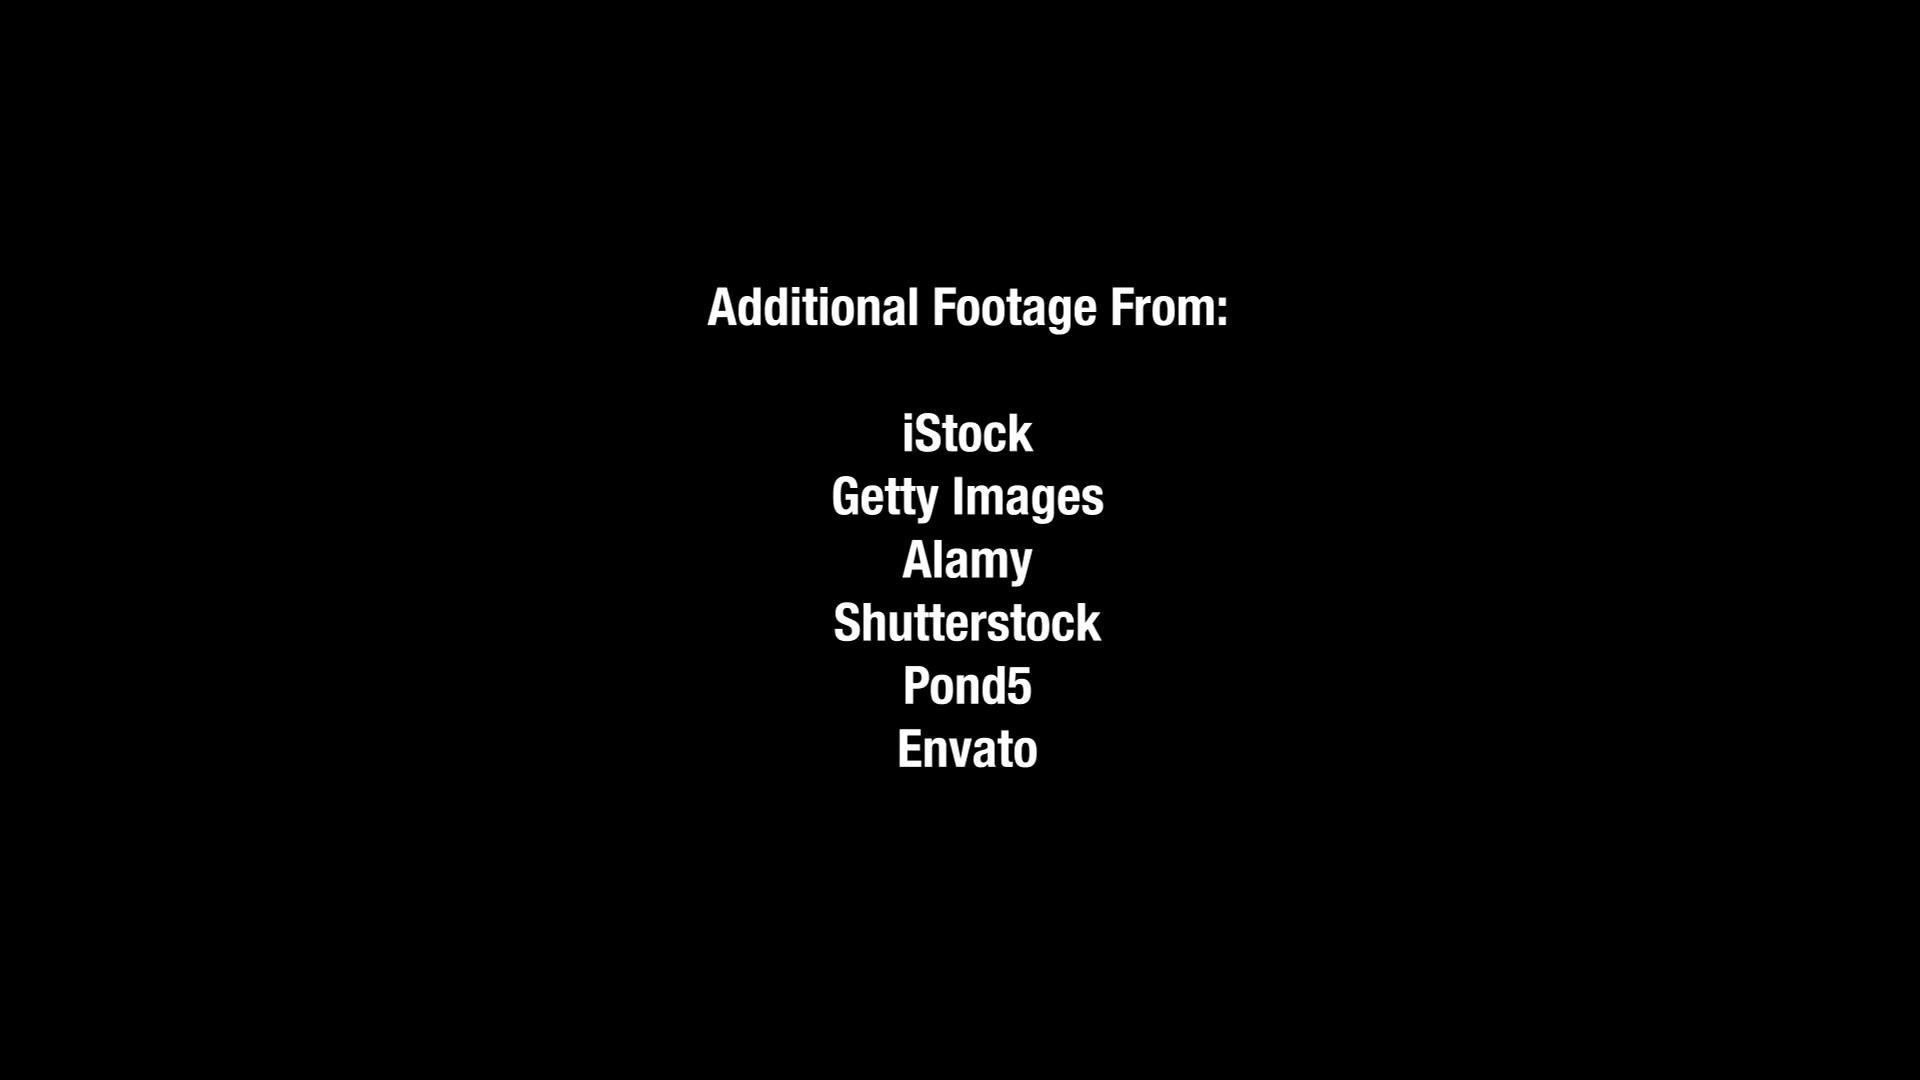 Additional Footage From:
iStock
Getty Images
Alamy
Shutterstock
Pond5
Envato